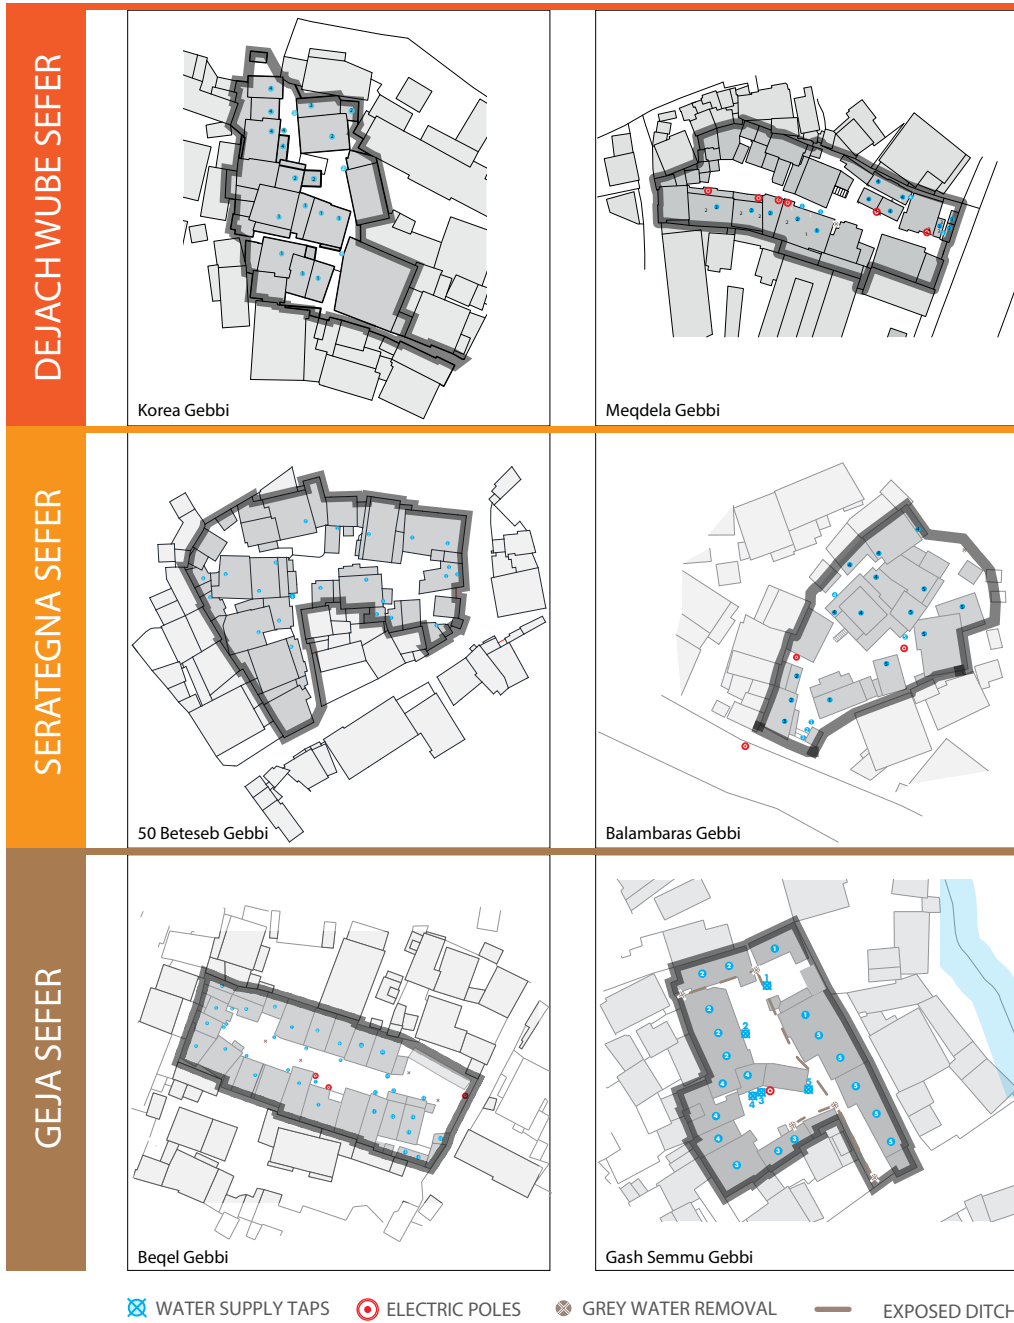 DEJACH WUBE SEFER
Korea Gebbi
Meqdela Gebbi
SERATEGNA SEFER
50 Beteseb Gebbi
Balambaras Gebbi
GEJA SEFER
Beqel Gebbi
Gash Semmu Gebbi
WATER SUPPLY TAPS
ELECTRIC POLES
GREY WATER REMOVAL
EXPOSED DITCH